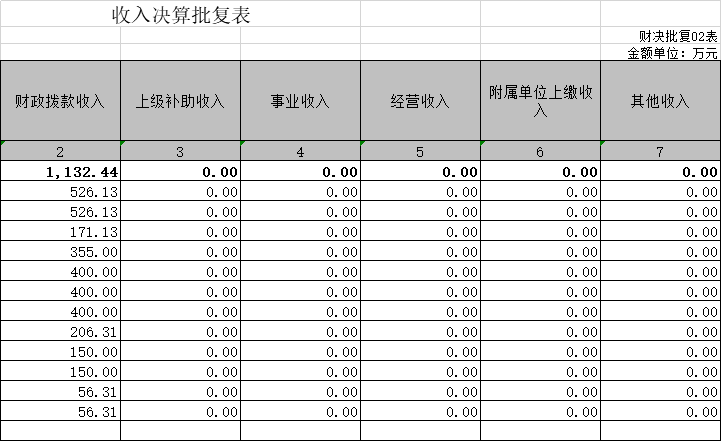 收入决算批复表
财决批复02表
金额单位：万元
财政拨款收入 上级补助收入 事业收入 经营收入 附属单位上缴收入 其他收入
2 3 4 5 6 7
1,132.44 0.00 0.00 0.00 0.00 0.00
526.13 0.00 0.00 0.00 0.00 0.00
526.13 0.00 0.00 0.00 0.00 0.00
171.13 0.00 0.00 0.00 0.00 0.00
355.00 0.00 0.00 0.00 0.00 0.00
400.00 0.00 0.00 0.00 0.00 0.00
400.00 0.00 0.00 0.00 0.00 0.00
400.00 0.00 0.00 0.00 0.00 0.00
206.31 0.00 0.00 0.00 0.00 0.00
150.00 0.00 0.00 0.00 0.00 0.00
150.00 0.00 0.00 0.00 0.00 0.00
56.31 0.00 0.00 0.00 0.00 0.00
56.31 0.00 0.00 0.00 0.00 0.00